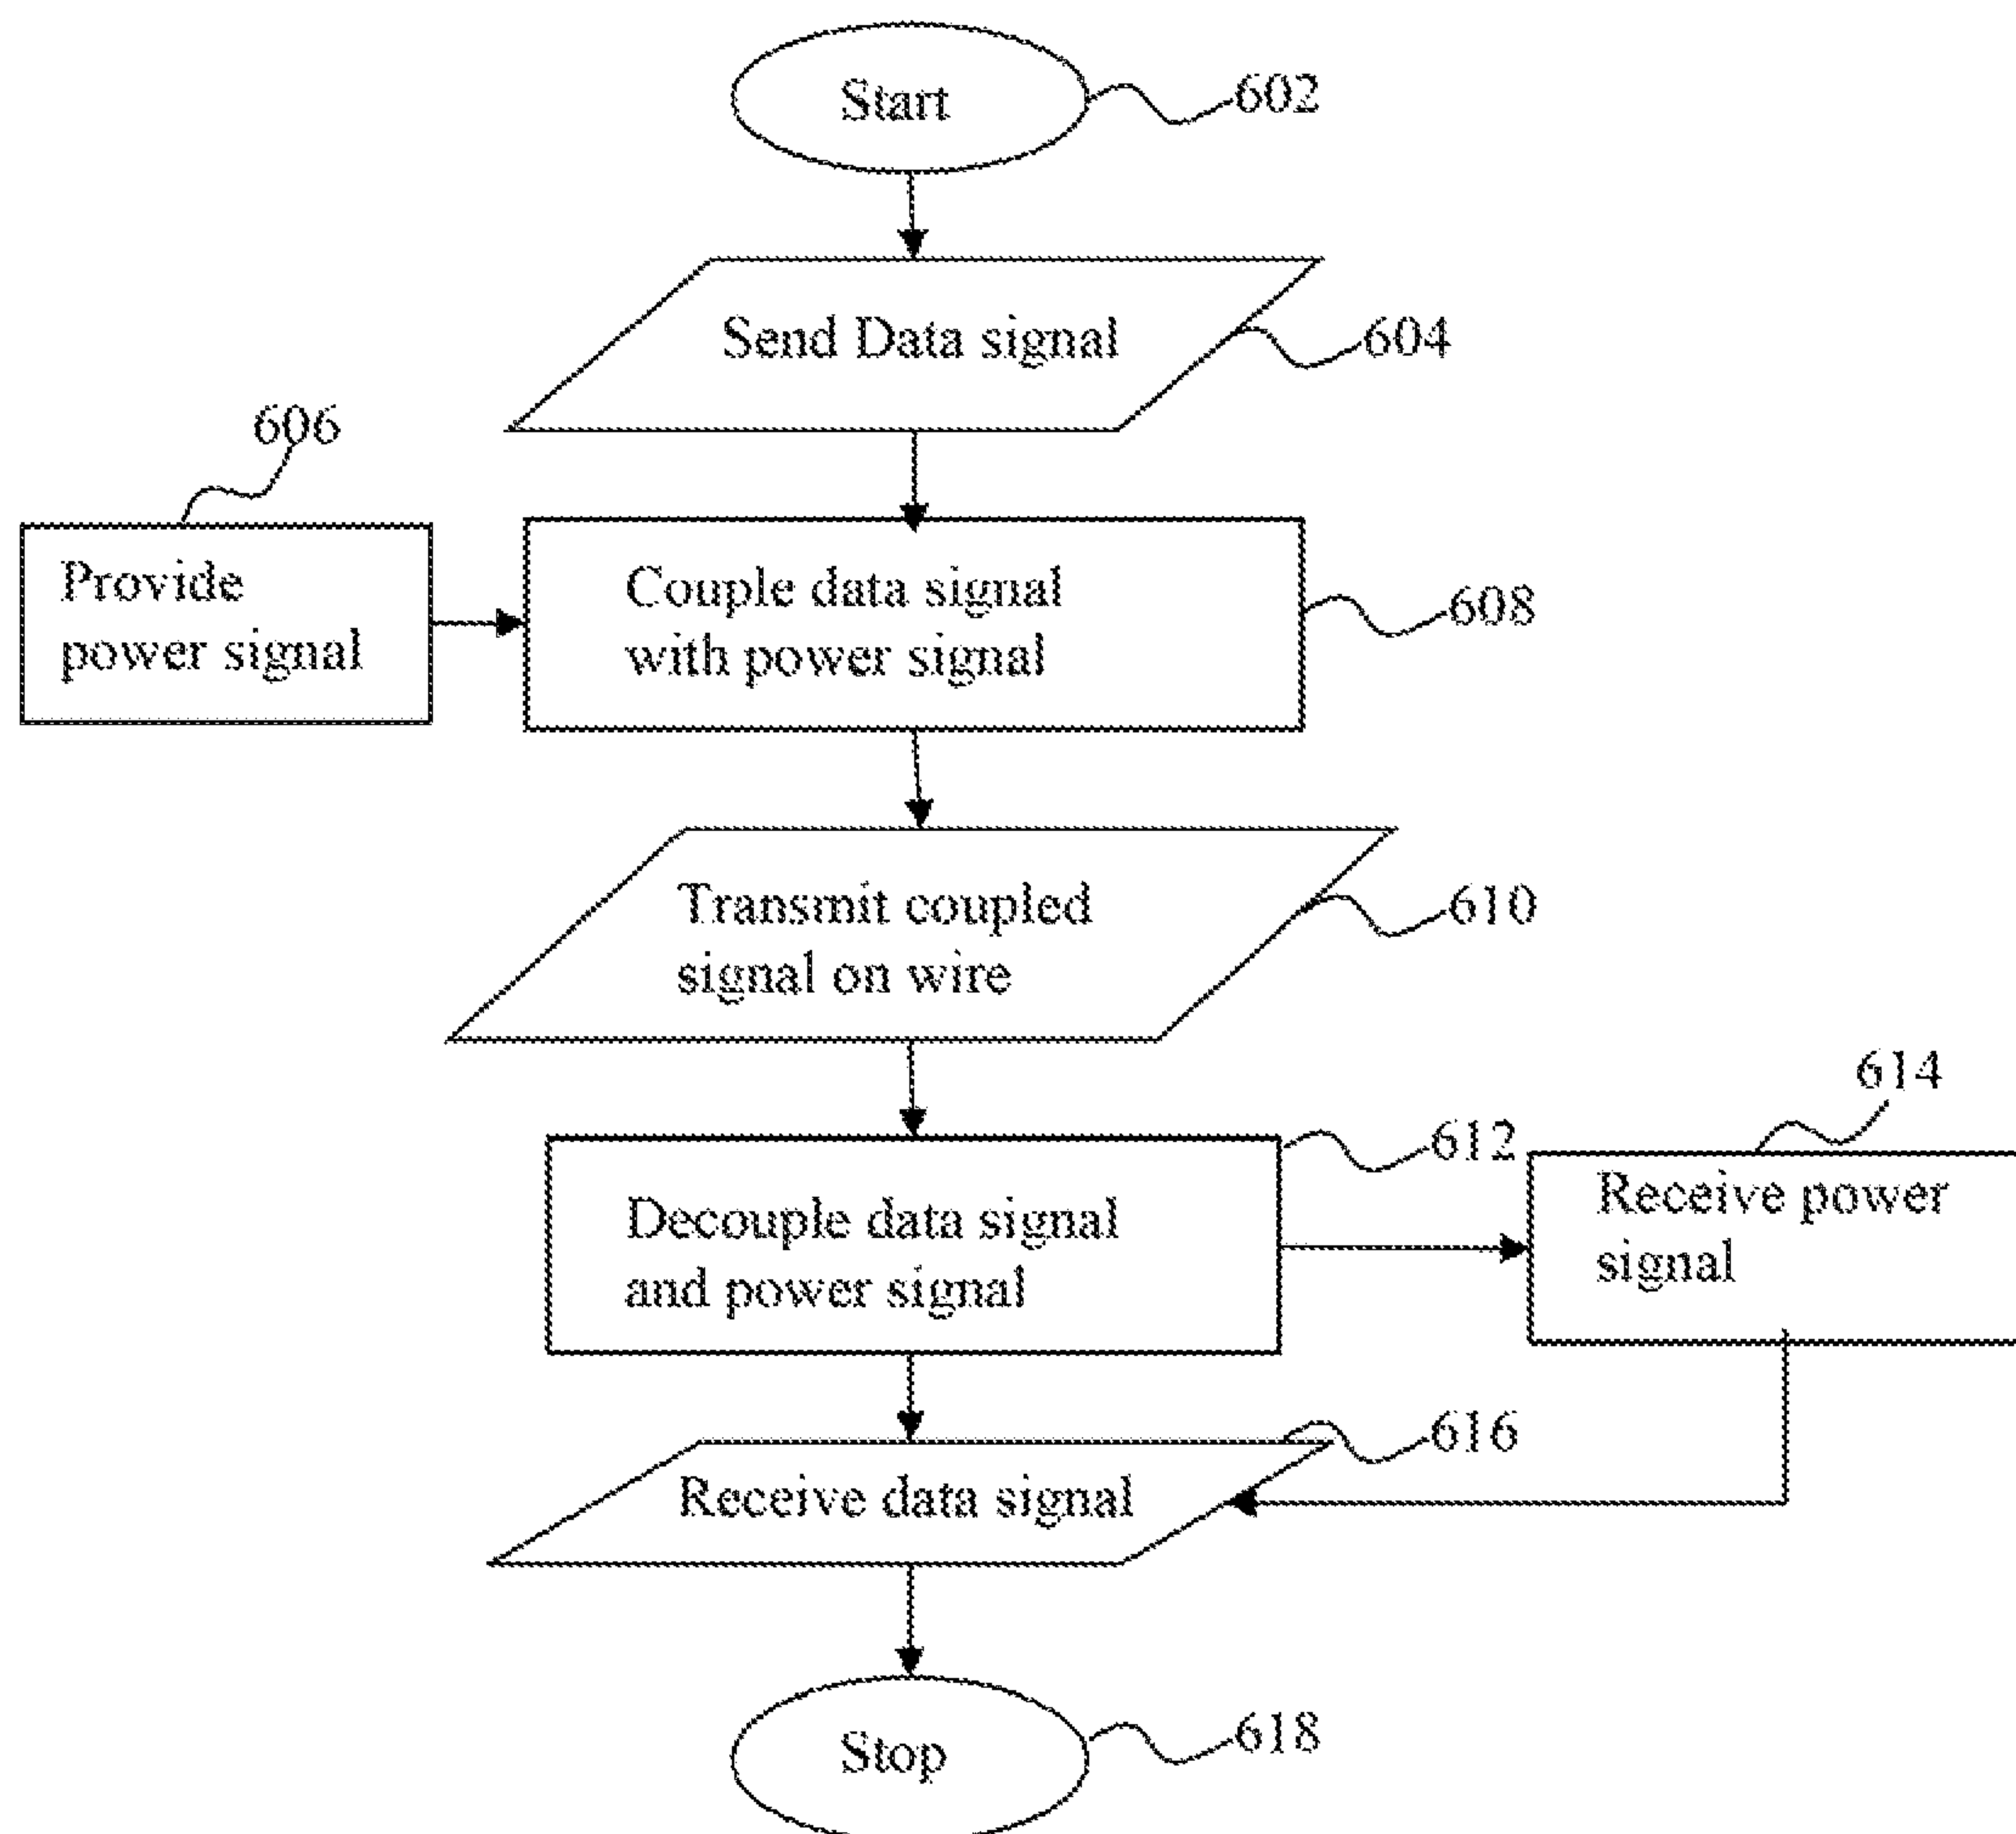 Start
602
Send Data signal
604
606
Provide
power signal
Couple data signal
with power signal
608
Transmit coupled
signal on wire
610
Decouple data signal
and power signal
612
614
Receive power
signal
616
Receive data signal
Stop
618